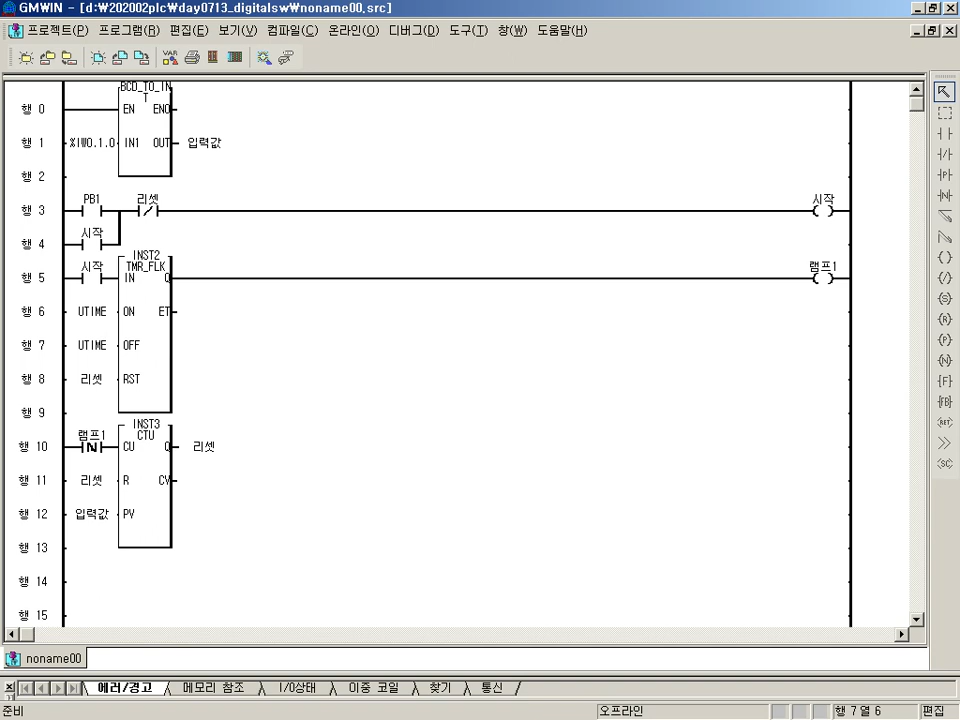 GMWIN - [d:₩202002plc₩day0713_digitalsw₩noname00.src]
프로젝트(P) 프로그램(R) 편집(E) 보기(V) 컴파일(C) 온라인(O) 디버그(D) 도구(T) 창(W) 도움말(H)
BCD_TO_IN
T
행 0 EN ENO
행 1 %IW0.1.0 IN1 OUT 입력값
행 2
PB1 리셋 시작
행 3
시작
행 4
INST2
시작 TMR_FLK 램프1
행 5 IN Q
행 6 UTIME ON ET
행 7 UTIME OFF
행 8 리셋 RST
행 9
INST3
램프1 CTU
행 10 N CU Q 리셋
행 11 리셋 R CV
행 12 입력값 PV
행 13
행 14
행 15
noname00
에러/경고 메모리 참조 I/O상태 이중 코일 찾기 통신
준비 오프라인 행 7 열 6 편집